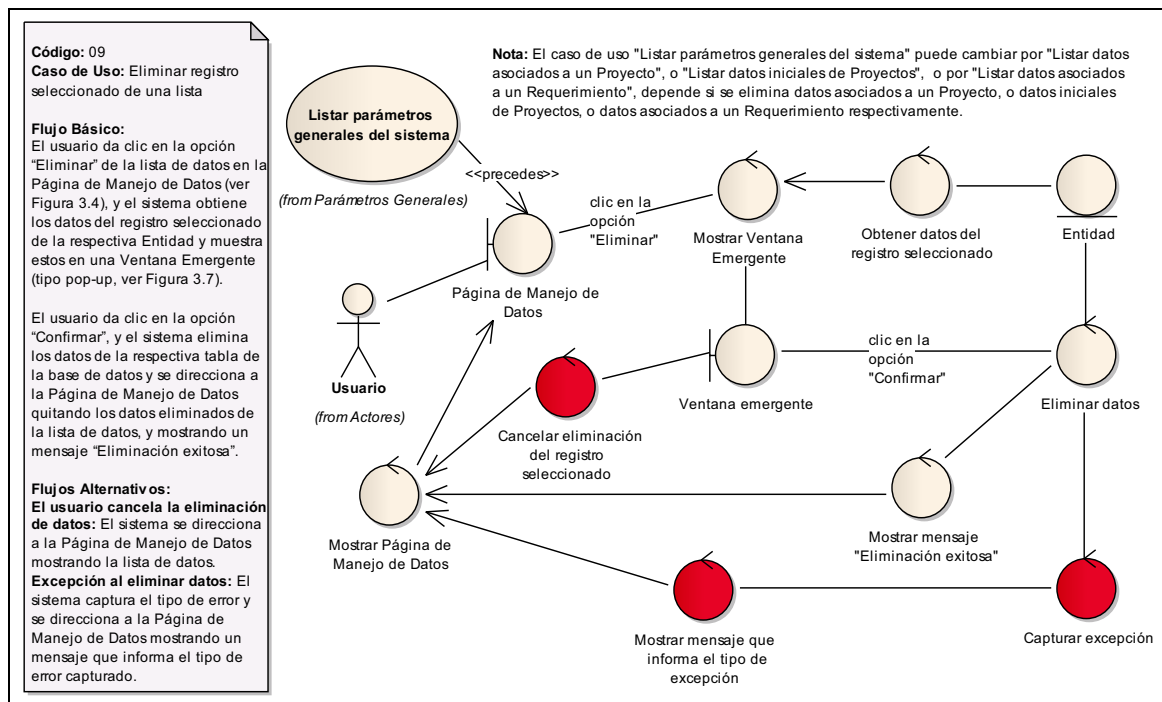 Código: 09
Caso de Uso: Eliminar registro
seleccionado de una lista
Flujo Básico:
El usuario da clic en la opción
“Eliminar” de la lista de datos en la
Página de Manejo de Datos (ver
Figura 3.4), y el sistema obtiene
los datos del registro seleccionado
de la respectiva Entidad y muestra
estos en una Ventana Emergente
(tipo pop-up, ver Figura 3.7).
El usuario da clic en la opción
“Confirmar”, y el sistema elimina
los datos de la respectiva tabla de
la base de datos y se direcciona a
la Página de Manejo de Datos
quitando los datos eliminados de
la lista de datos, y mostrando un
mensaje “Eliminación exitosa”.
Flujos Alternativos:
El usuario cancela la eliminación
de datos: El sistema se direcciona
a la Página de Manejo de Datos
mostrando la lista de datos.
Excepción al eliminar datos: El
sistema captura el tipo de error y
se direcciona a la Página de
Manejo de Datos mostrando un
mensaje que informa el tipo de
error capturado.
Nota: El caso de uso "Listar parámetros generales del sistema" puede cambiar por "Listar datos
asociados a un Proyecto", o "Listar datos iniciales de Proyectos", o por "Listar datos asociados
a un Requerimiento", depende si se elimina datos asociados a un Proyecto, o datos iniciales
de Proyectos, o datos asociados a un Requerimiento respectivamente.
Listar parámetros
generales del sistema
(from Parámetros Generales)
<<precedes>>
Página de Manejo de
Datos
clic en la
opción
"Eliminar"
Mostrar Ventana
Emergente
Obtener datos del
registro seleccionado
Entidad
Usuario
(from Actores)
Cancelar eliminación
del registro
seleccionado
Ventana emergente
clic en la
opción
"Confirmar"
Eliminar datos
Mostrar Página de
Manejo de Datos
Mostrar mensaje
"Eliminación exitosa"
Mostrar mensaje que
informa el tipo de
excepción
Capturar excepción